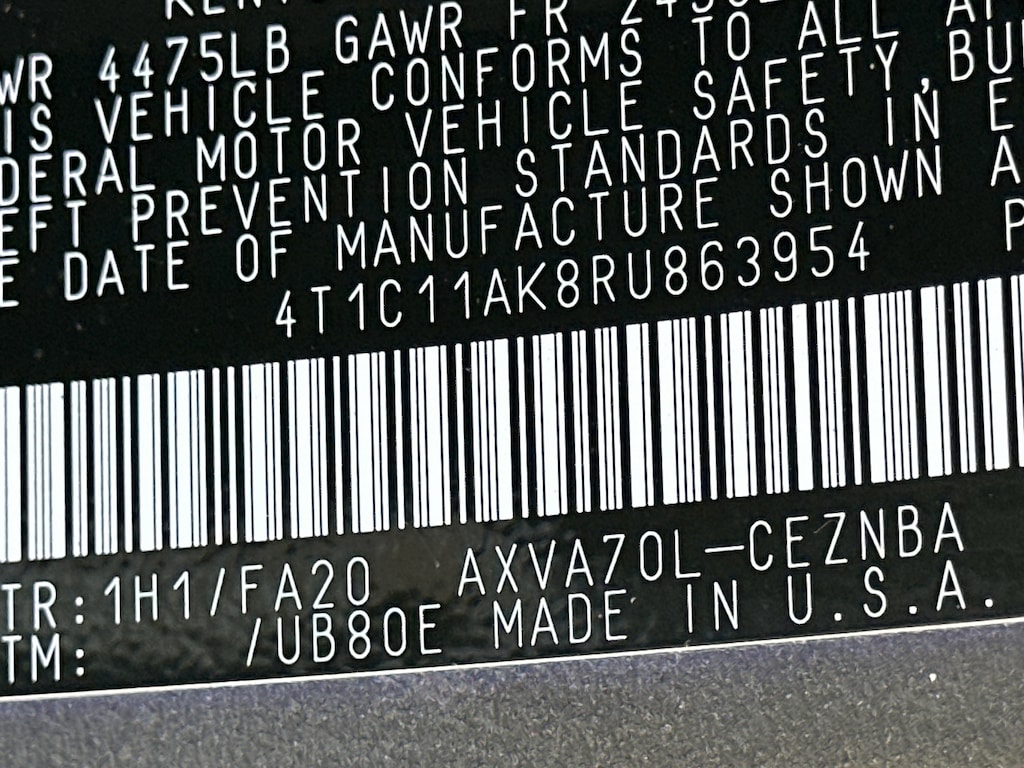 WR 4475LB GAWR FR
IS VEHICLE CONFORMS TO ALL AP
DERAL MOTOR VEHICLE SAFETY,BU
EFT PREVENTION STANDARDS IN E
E DATE OF MANUFACTURE SHOWN A
4T1C11AK8RU863954 P
TR:1H1/FA20 AXVA70L-CEZNBA
TM: /UB80E MADE IN U.S.A.